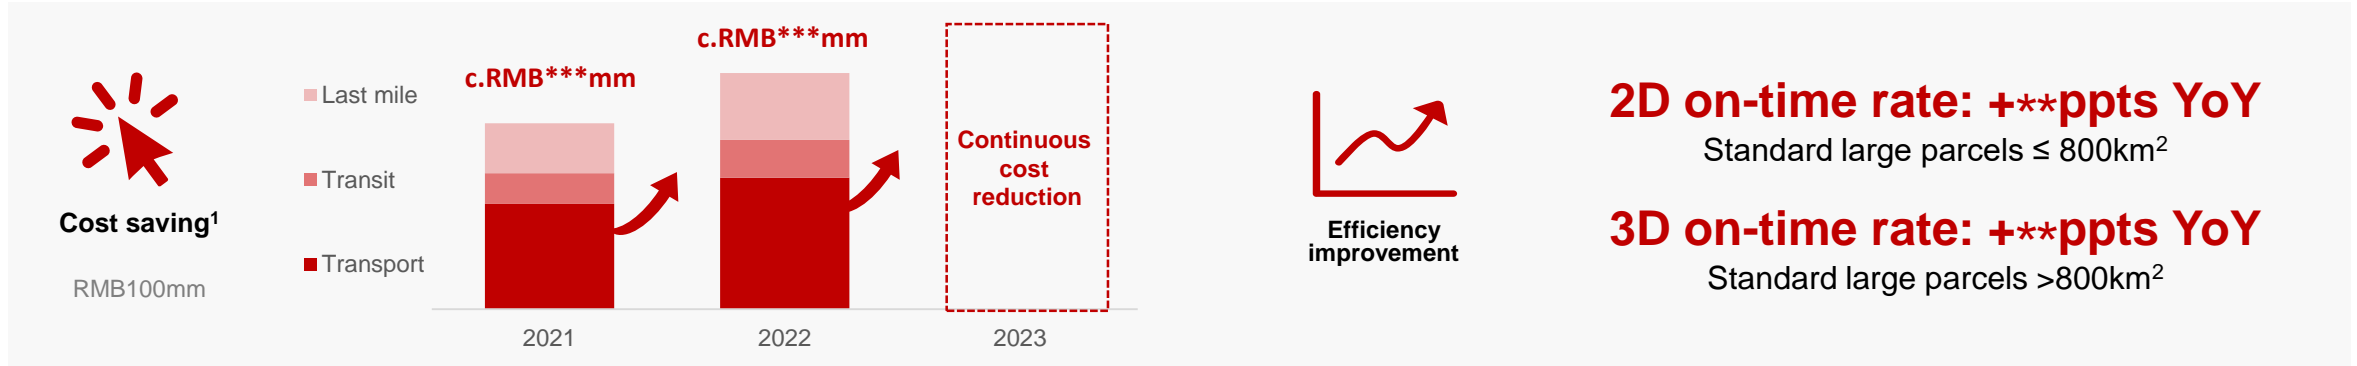 Cost saving¹
RMB100mm
Last mile
Transit
Transport
c.RMB***mm
c.RMB***mm
Continuous
cost
reduction
2021
2022
2023
Efficiency
improvement
2D on-time rate: +**ppts YoY
Standard large parcels ≤ 800km²
3D on-time rate: +**ppts YoY
Standard large parcels >800km²